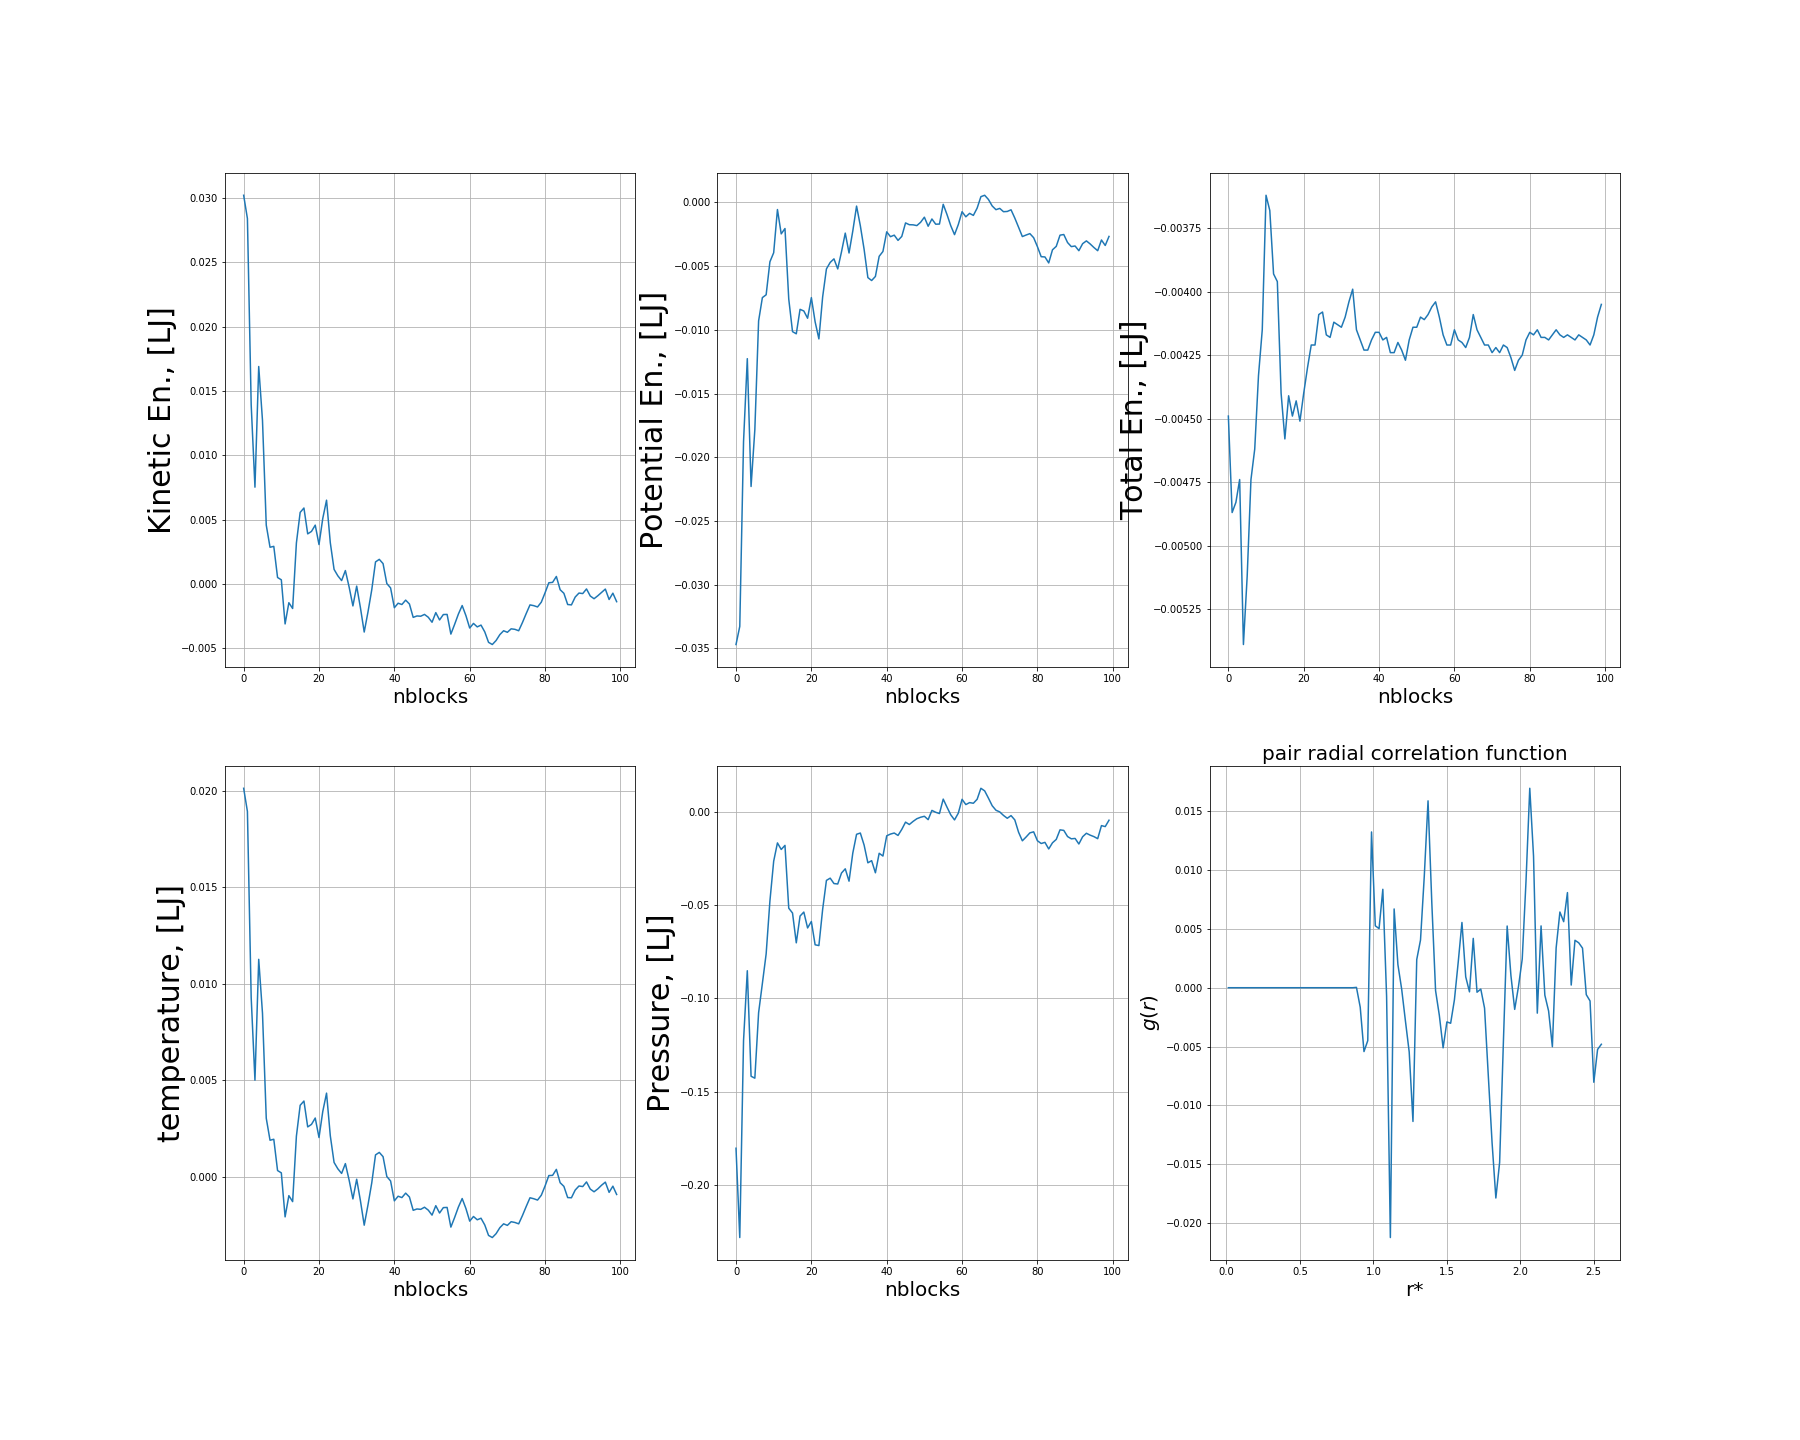 Kinetic En., [LJ]
0.030
0.025
0.020
0.015
0.010
0.005
0.000
−0.005
0 20 40 60 80 100
nblocks
Potential En., [LJ]
0.000
−0.005
−0.010
−0.015
−0.020
−0.025
−0.030
−0.035
0 20 40 60 80 100
nblocks
Total En., [LJ]
−0.00375
−0.00400
−0.00425
−0.00450
−0.00475
−0.00500
−0.00525
0 20 40 60 80 100
nblocks
temperature, [LJ]
0.020
0.015
0.010
0.005
0.000
0 20 40 60 80 100
nblocks
Pressure, [LJ]
0.00
−0.05
−0.10
−0.15
−0.20
0 20 40 60 80 100
nblocks
pair radial correlation function
g(r)
0.015
0.010
0.005
0.000
−0.005
−0.010
−0.015
−0.020
0.0 0.5 1.0 1.5 2.0 2.5
r*